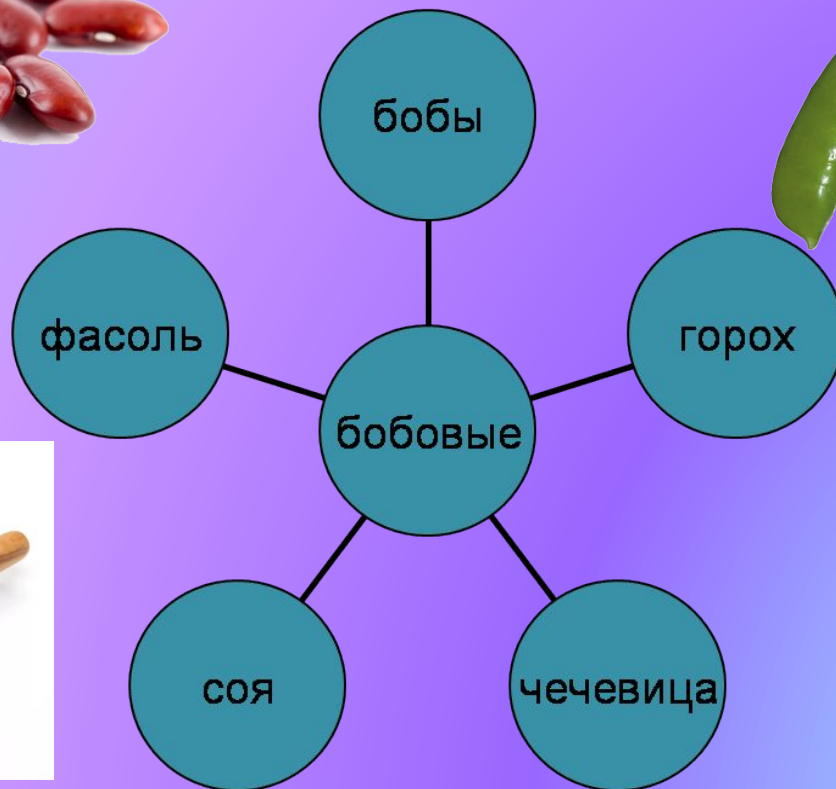 бобы
фасоль
горох
бобовые
соя
чечевица